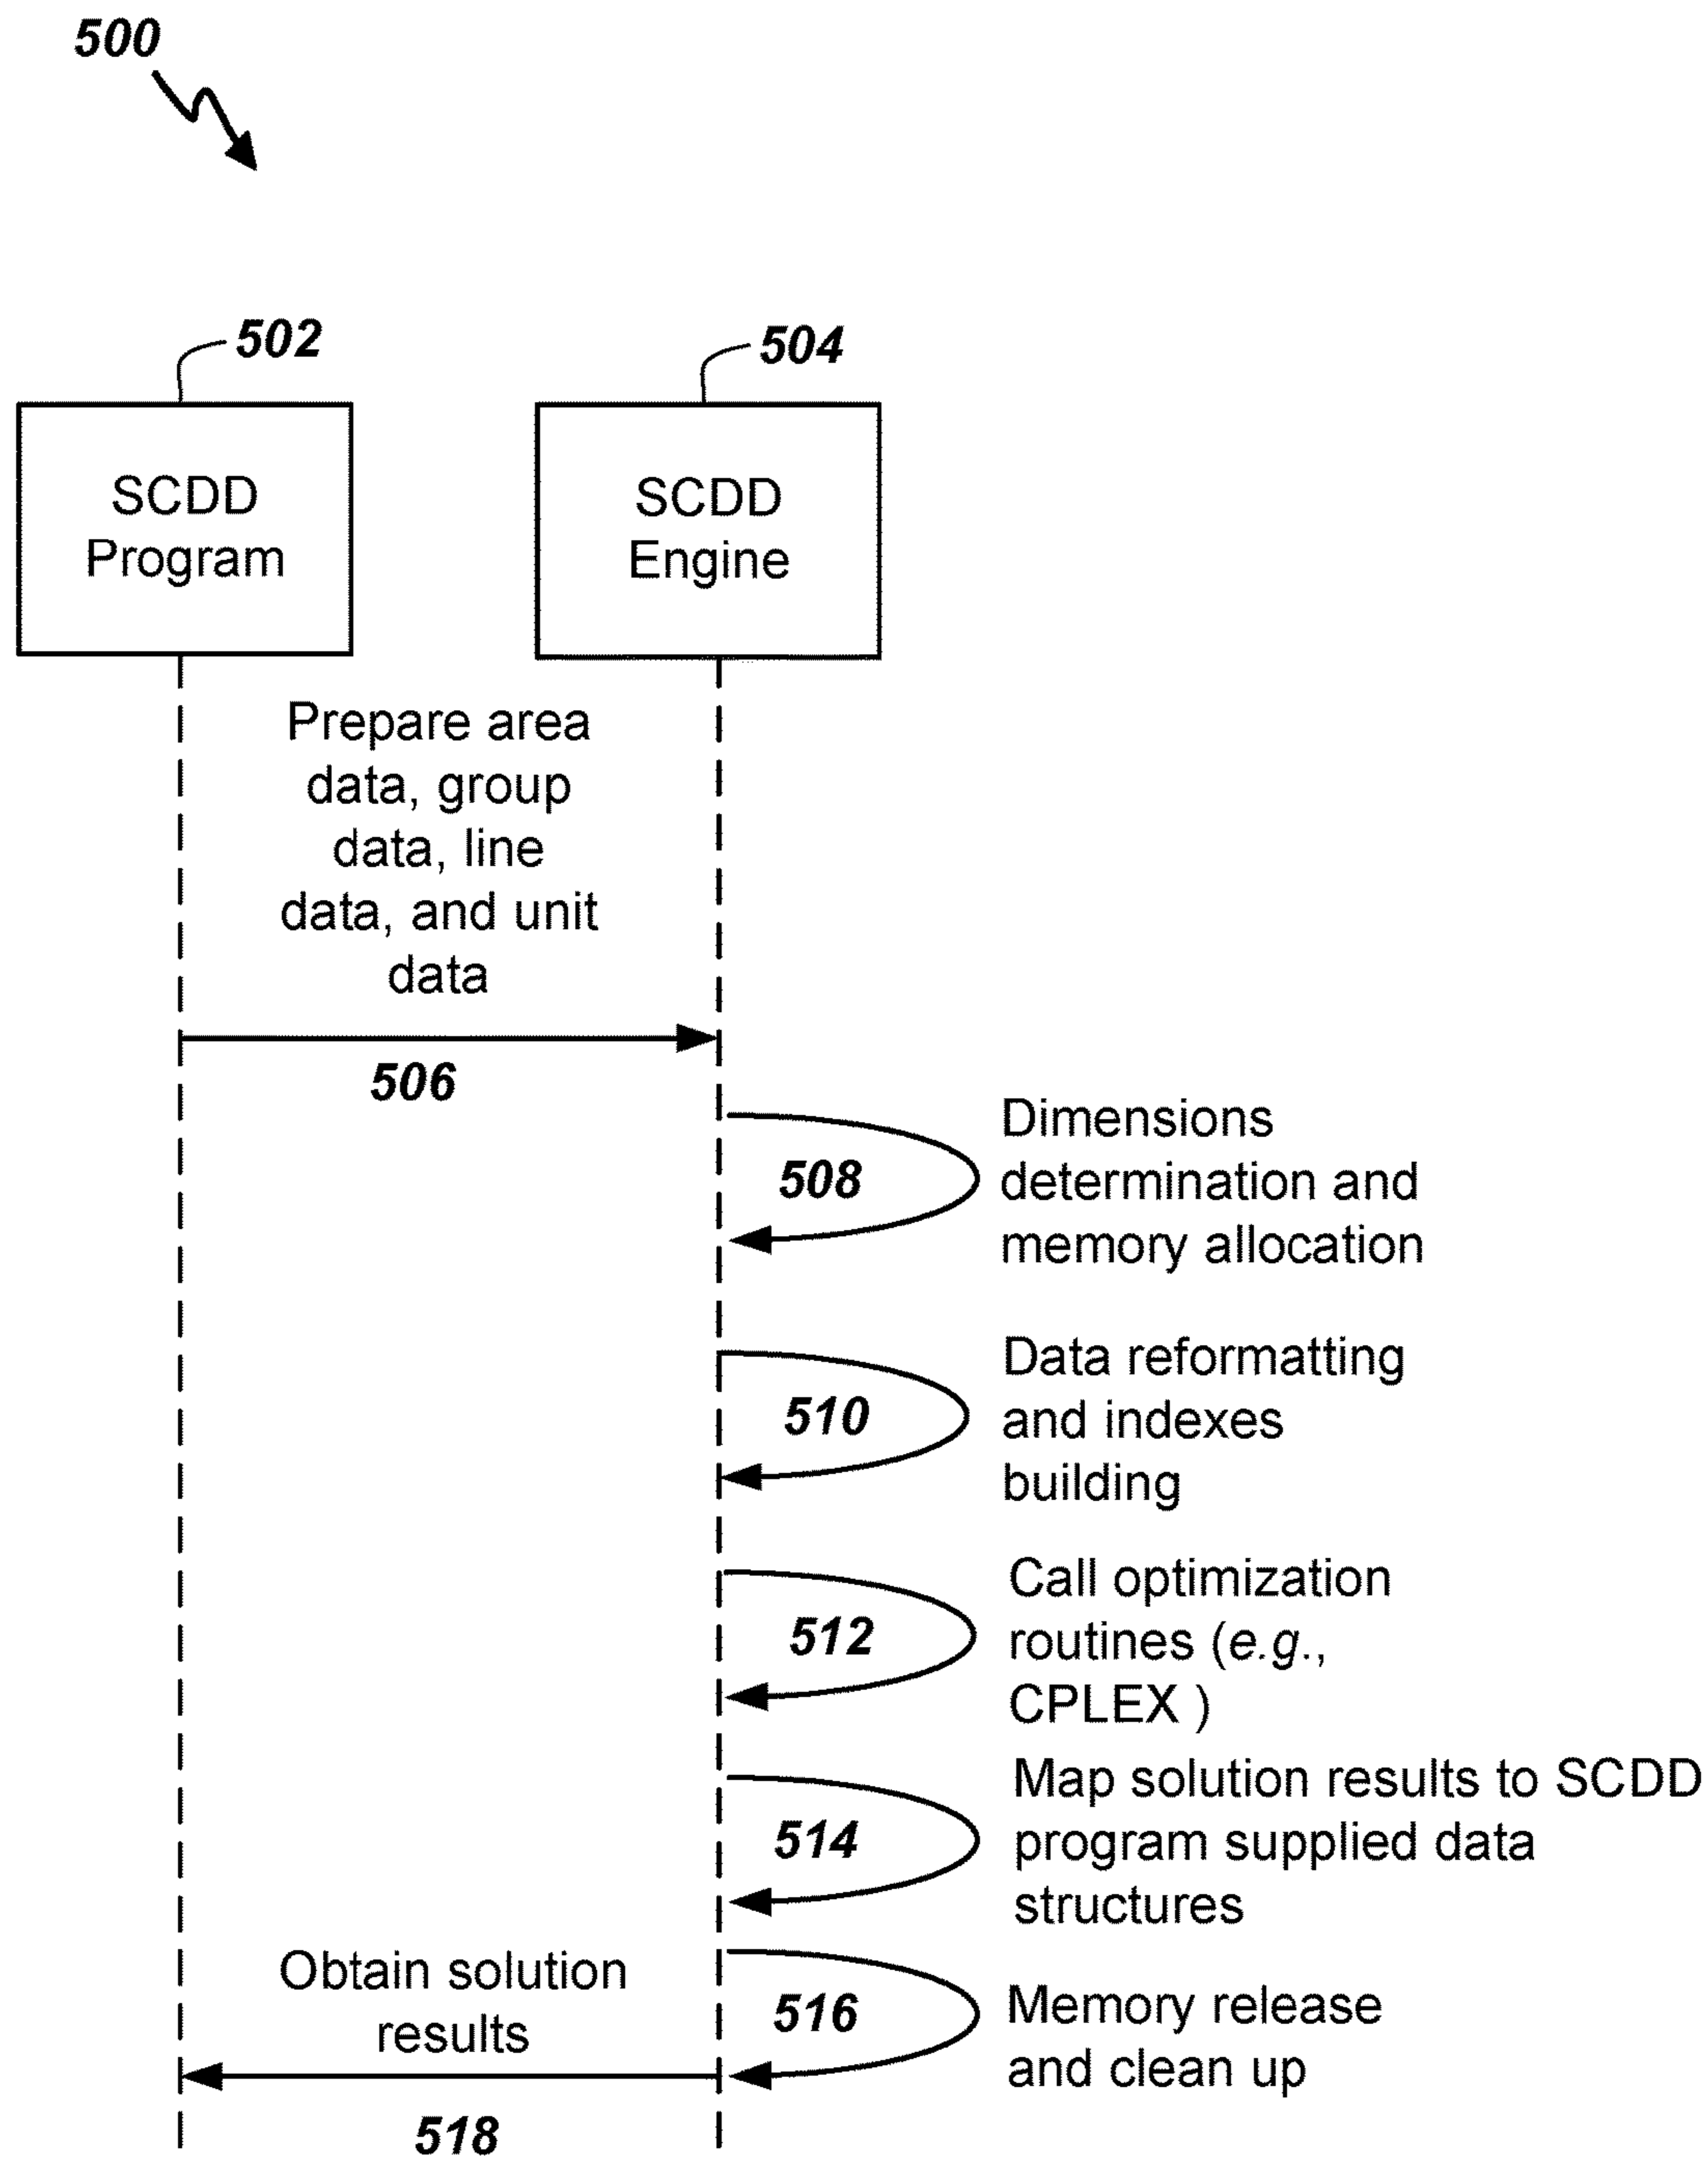 500
502
504
SCDD
Program
SCDD
Engine
Prepare area
data, group
data, line
data, and unit
data
506
508
Dimensions
determination and
memory allocation
510
Data reformatting
and indexes
building
512
Call optimization
routines (e.g.,
CPLEX )
514
Map solution results to SCDD
program supplied data
structures
Obtain solution
results
516
Memory release
and clean up
518